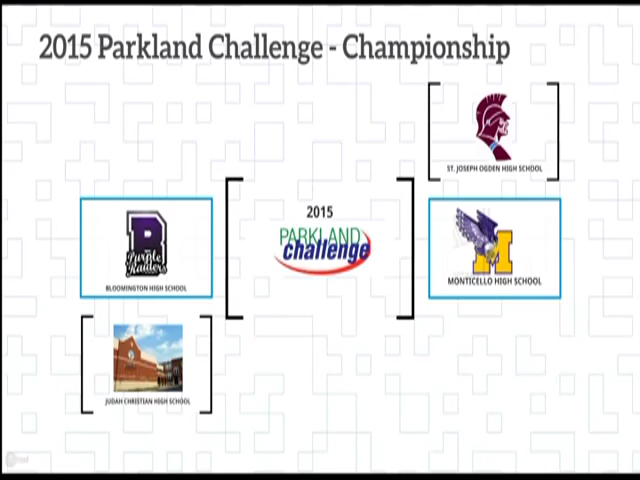 2015 Parkland Challenge - Championship
ST. JOSEPH OGDEN HIGH SCHOOL
2015
PARKLAND
challenge
B
Purple
Raiders
BLOOMINGTON HIGH SCHOOL
M
MONTICELLO HIGH SCHOOL
JUDAH CHRISTIAN HIGH SCHOOL